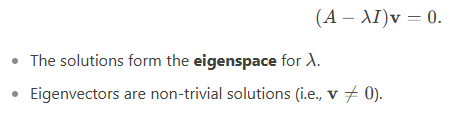 (A − λI)v = 0.
• The solutions form the eigenspace for λ.
• Eigenvectors are non-trivial solutions (i.e., v ≠ 0).